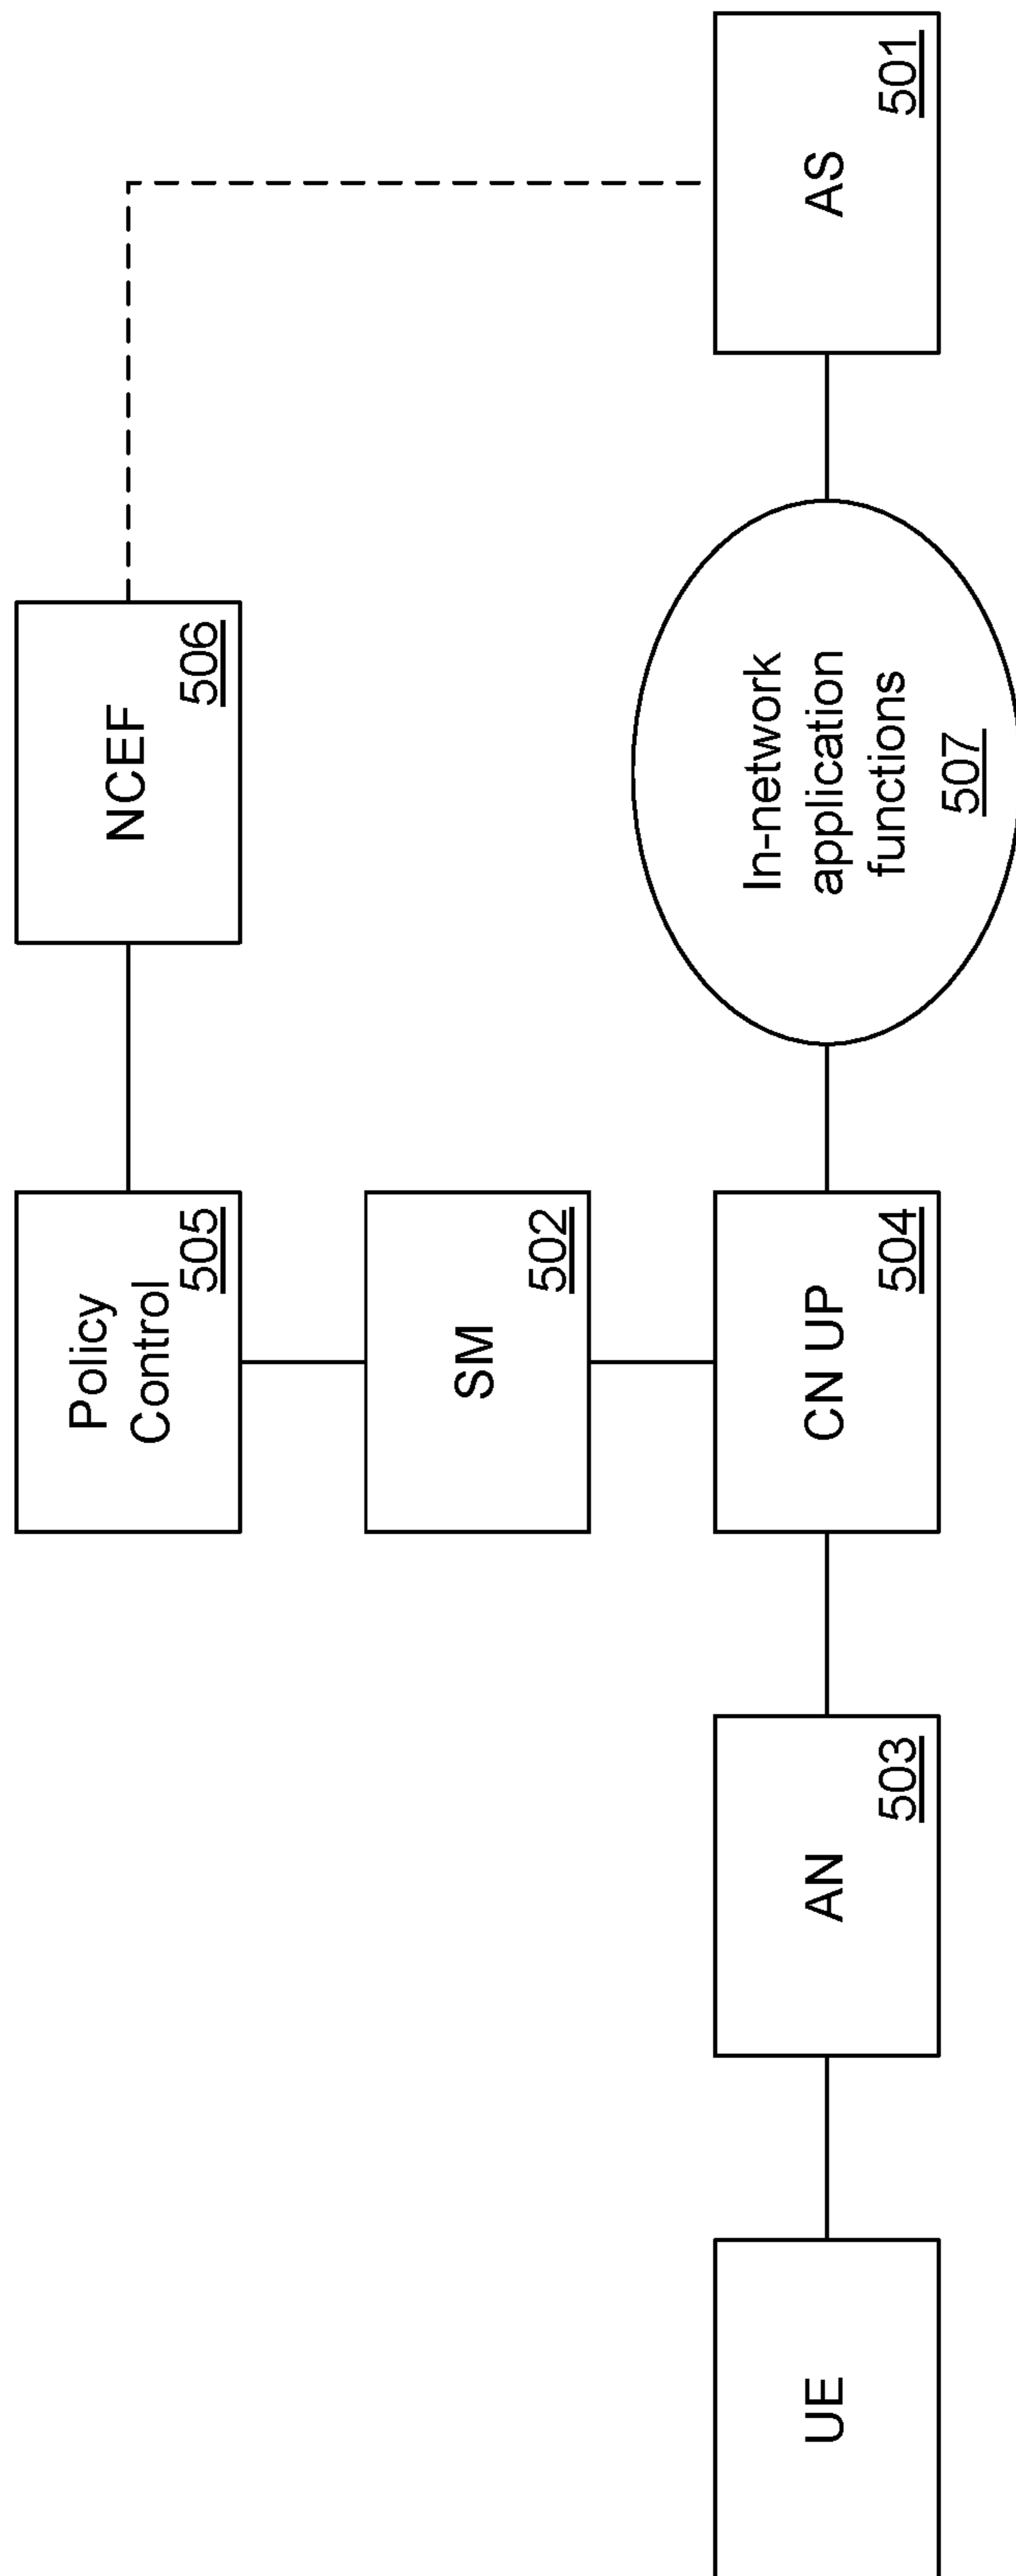 Policy
Control
505
NCEF
506
SM
502
UE
AN
503
CN UP
504
In-network
application
functions
507
AS
501